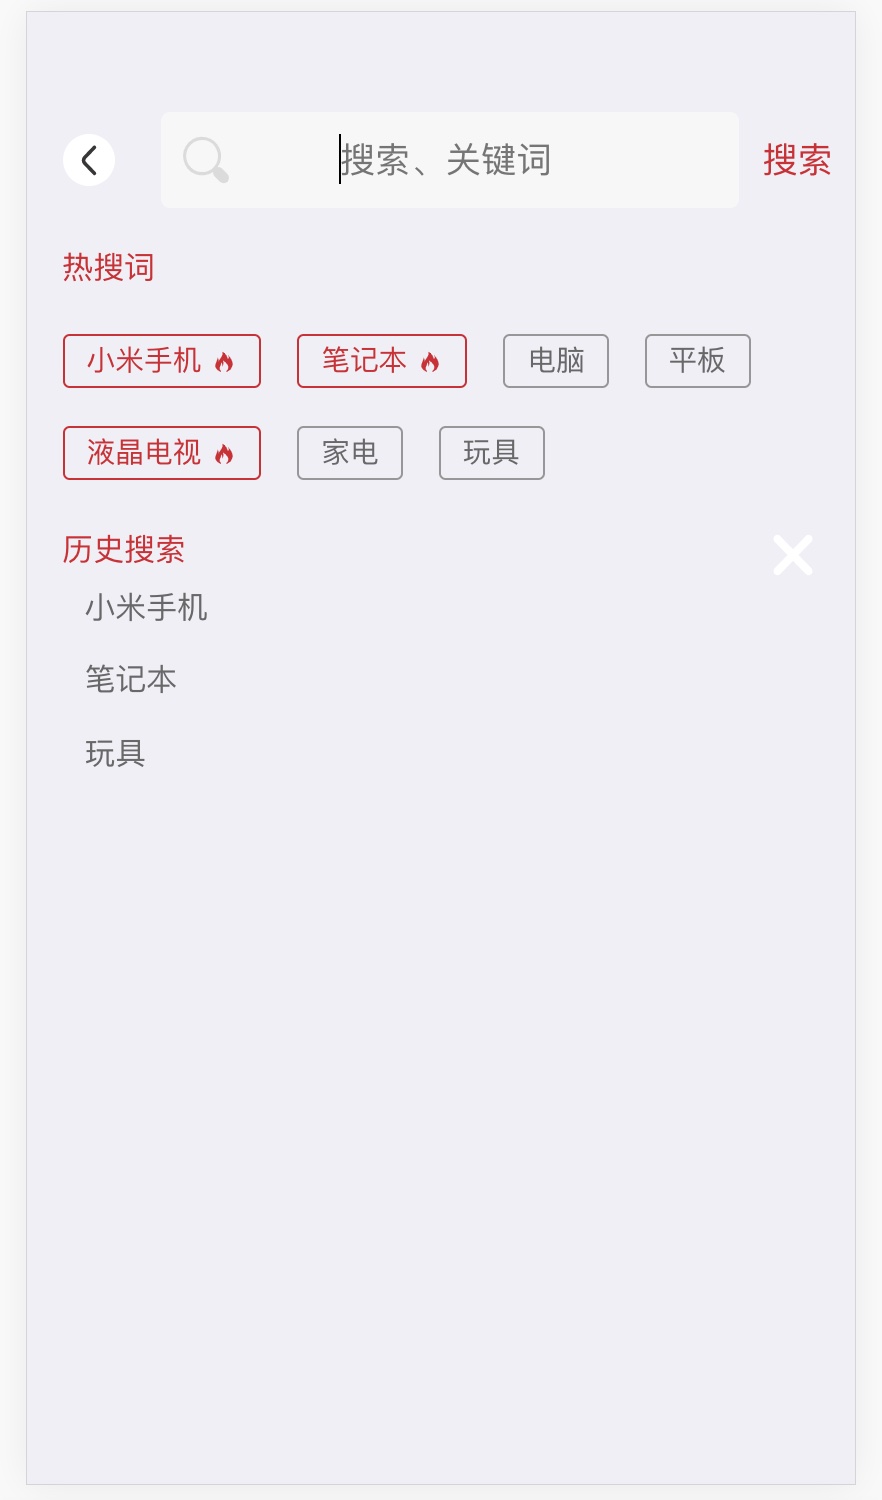 搜索、关键词 搜索
热搜词
小米手机 笔记本 电脑 平板
液晶电视 家电 玩具
历史搜索
小米手机
笔记本
玩具